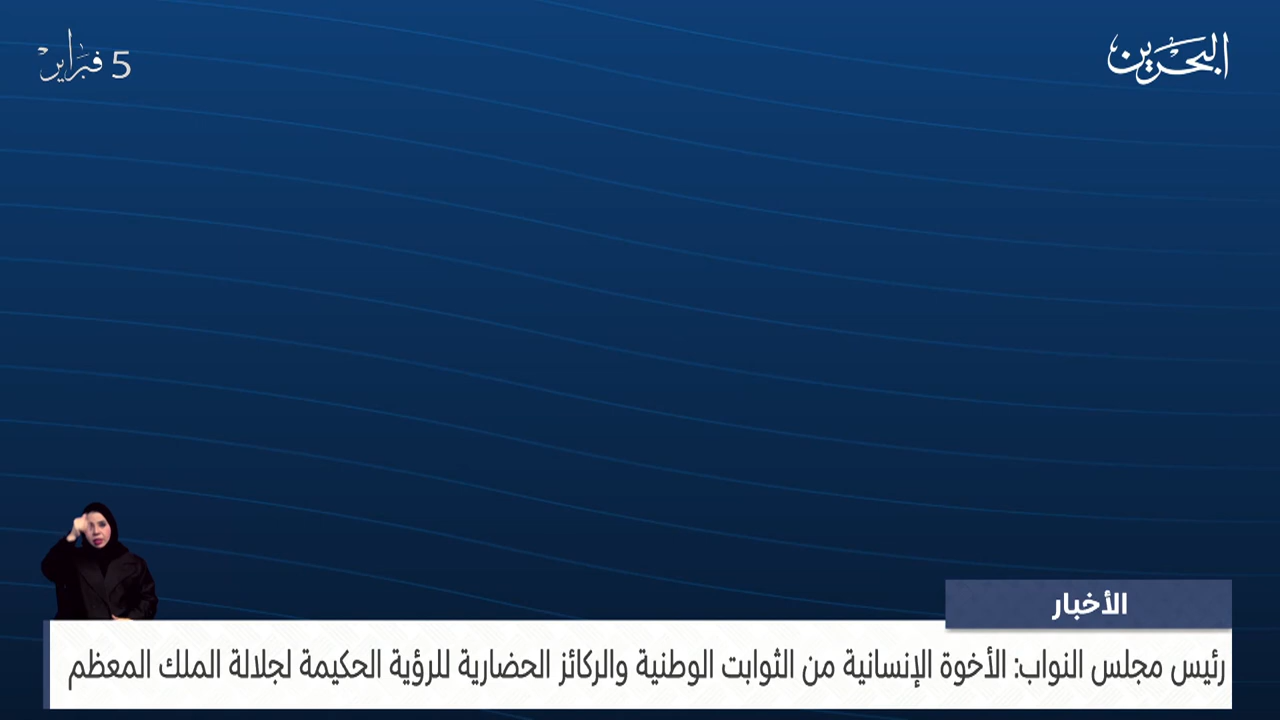 البحرين
5 فبراير
الأخبار
رئيس مجلس النواب: الأخوة الإنسانية من الثوابت الوطنية والركائز الحضارية للرؤية الحكيمة لجلالة الملك المعظم